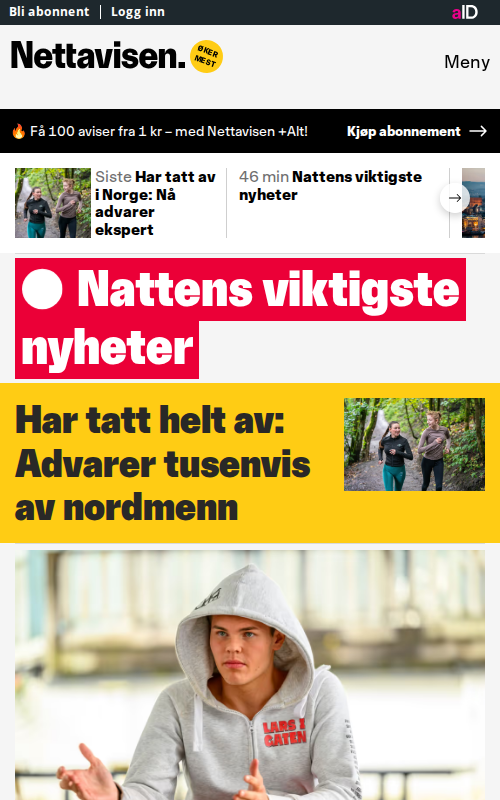 Bli abonnent
Logg inn
aID
Nettavisen.
ØKER
MEST
Meny
🔥 Få 100 aviser fra 1 kr – med Nettavisen +Alt!
Kjøp abonnement
Siste Har tatt av
i Norge: Nå
advarer
ekspert
46 min Nattens viktigste
nyheter
Nattens viktigste
nyheter
Har tatt helt av:
Advarer tusenvis
av nordmenn